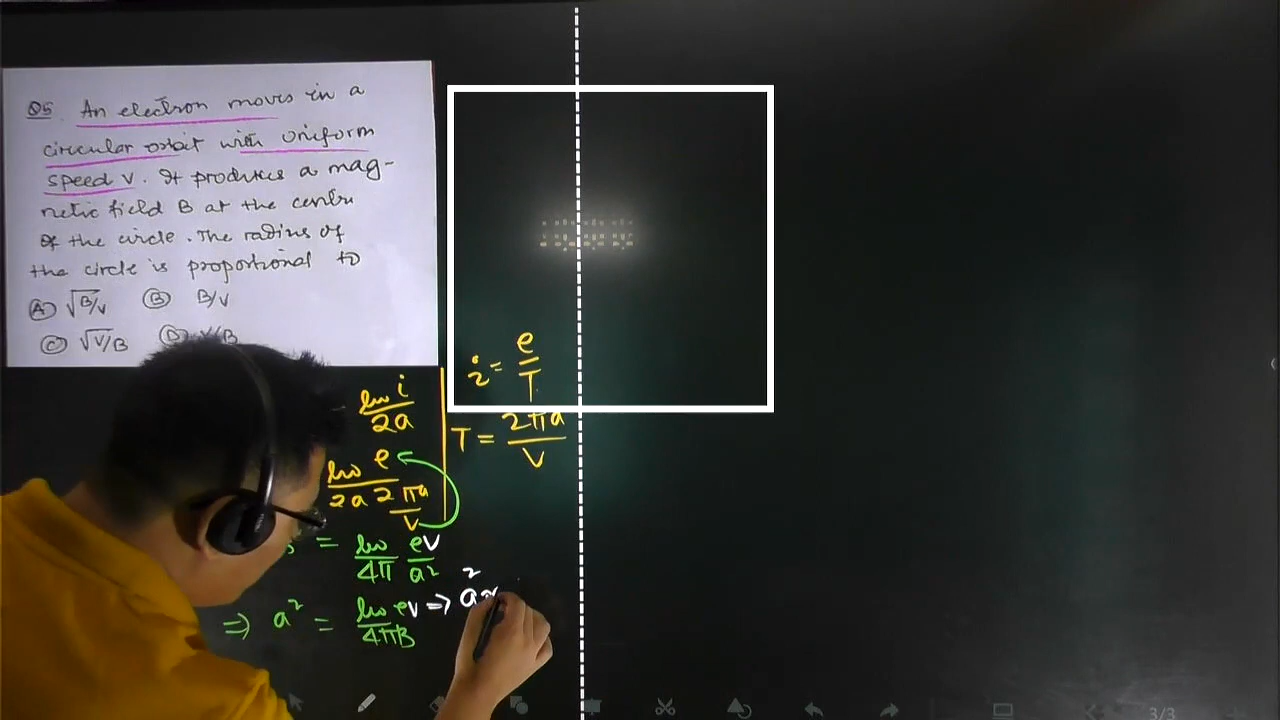 Q5 An electron moves in a
circular orbit with uniform
speed v. It produces a mag-
netic field B at the centre
of the circle. The radius of
the circle is proportional to
(A) √B/v (B) B/v
(C) √v/B (D) v/B
i = e/T
μ₀ i/2a
T = 2πa/v
μ₀ e/2a 2πa/v
= μ₀/4π ev/a²
⇒ a² = μ₀ ev/4πB ⇒ a²
3/3